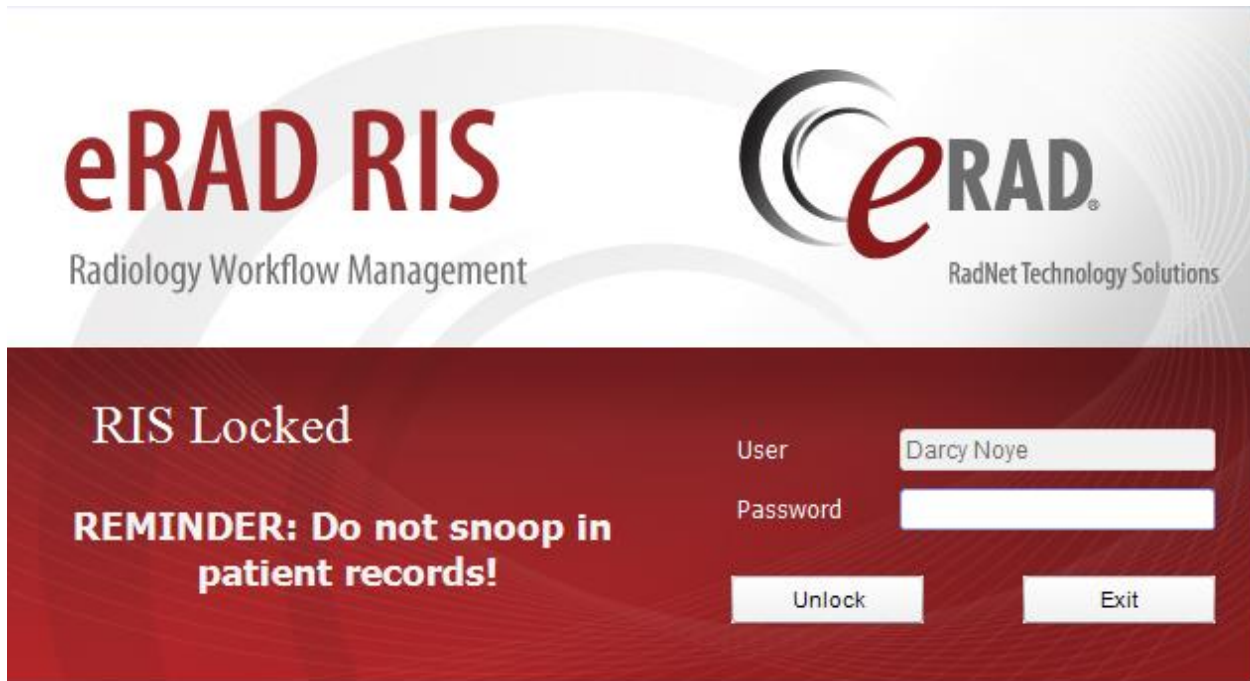 eRAD RIS
Radiology Workflow Management
eRAD®
RadNet Technology Solutions
RIS Locked
REMINDER: Do not snoop in
patient records!
User
Darcy Noye
Password
Unlock
Exit